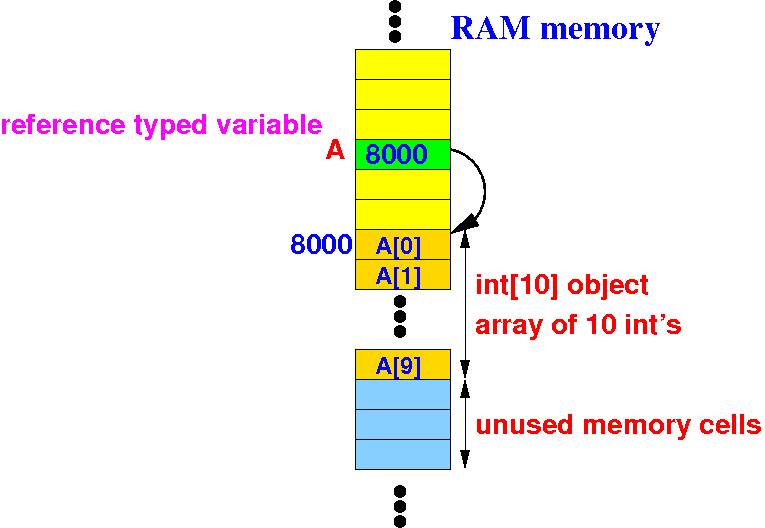 RAM memory
reference typed variable
A
8000
8000
A[0]
A[1]
int[10] object
array of 10 int's
A[9]
unused memory cells